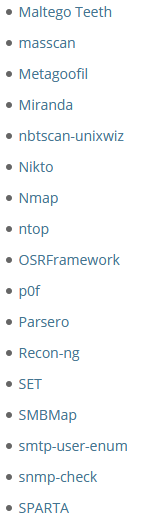 Maltego Teeth
masscan
Metagoofil
Miranda
nbtscan-unixwiz
Nikto
Nmap
ntop
OSRFramework
p0f
Parsero
Recon-ng
SET
SMBMap
smtp-user-enum
snmp-check
SPARTA